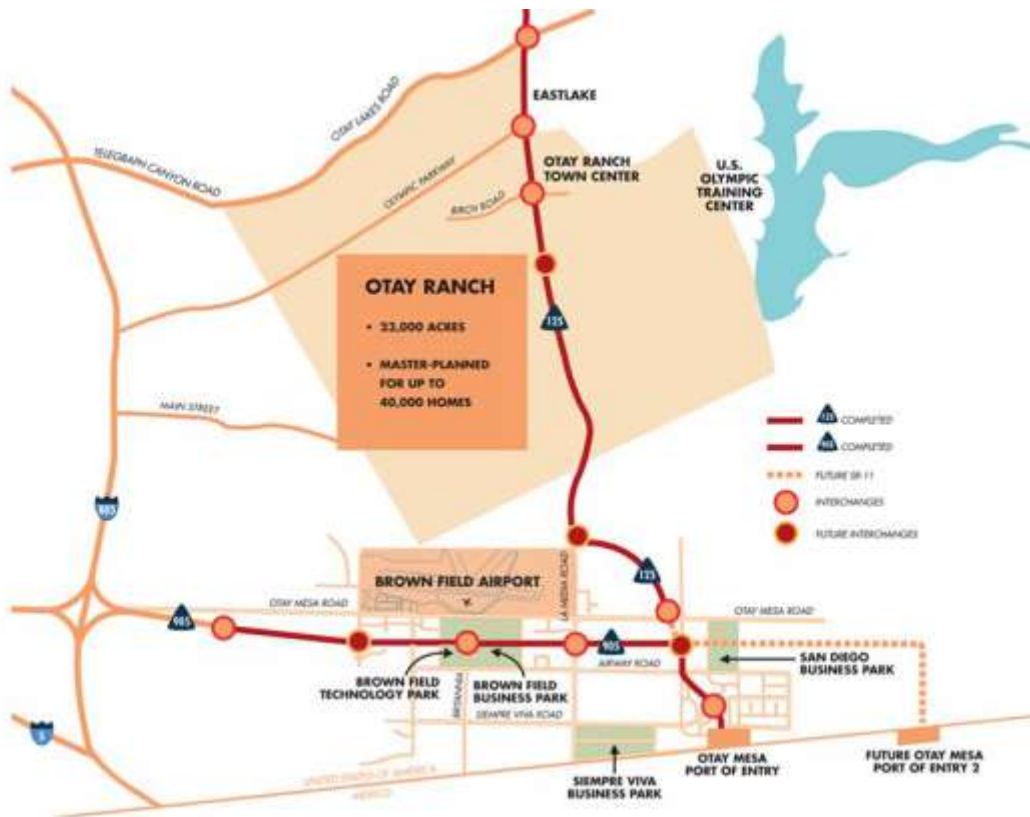 EASTLAKE
OTAY LAKES ROAD
TELEGRAPH CANYON ROAD
OLYMPIC PARKWAY
OTAY RANCH
TOWN CENTER
BIRCH ROAD
U.S.
OLYMPIC
TRAINING
CENTER
OTAY RANCH
• 23,000 ACRES
• MASTER-PLANNED
FOR UP TO
40,000 HOMES
125
MAIN STREET
125 COMPLETED
905 COMPLETED
FUTURE SR-11
INTERCHANGES
FUTURE INTERCHANGES
805
BROWN FIELD AIRPORT
LA MEDIA ROAD
125
OTAY MESA ROAD
OTAY MESA ROAD
905
905
AIRWAY ROAD
SAN DIEGO
BUSINESS PARK
BROWN FIELD
TECHNOLOGY PARK
BRITANNIA
BROWN FIELD
BUSINESS PARK
SIEMPRE VIVA ROAD
5
OTAY MESA
PORT OF ENTRY
FUTURE OTAY MESA
PORT OF ENTRY 2
SIEMPRE VIVA
BUSINESS PARK
UNITED STATES OF AMERICA
MEXICO